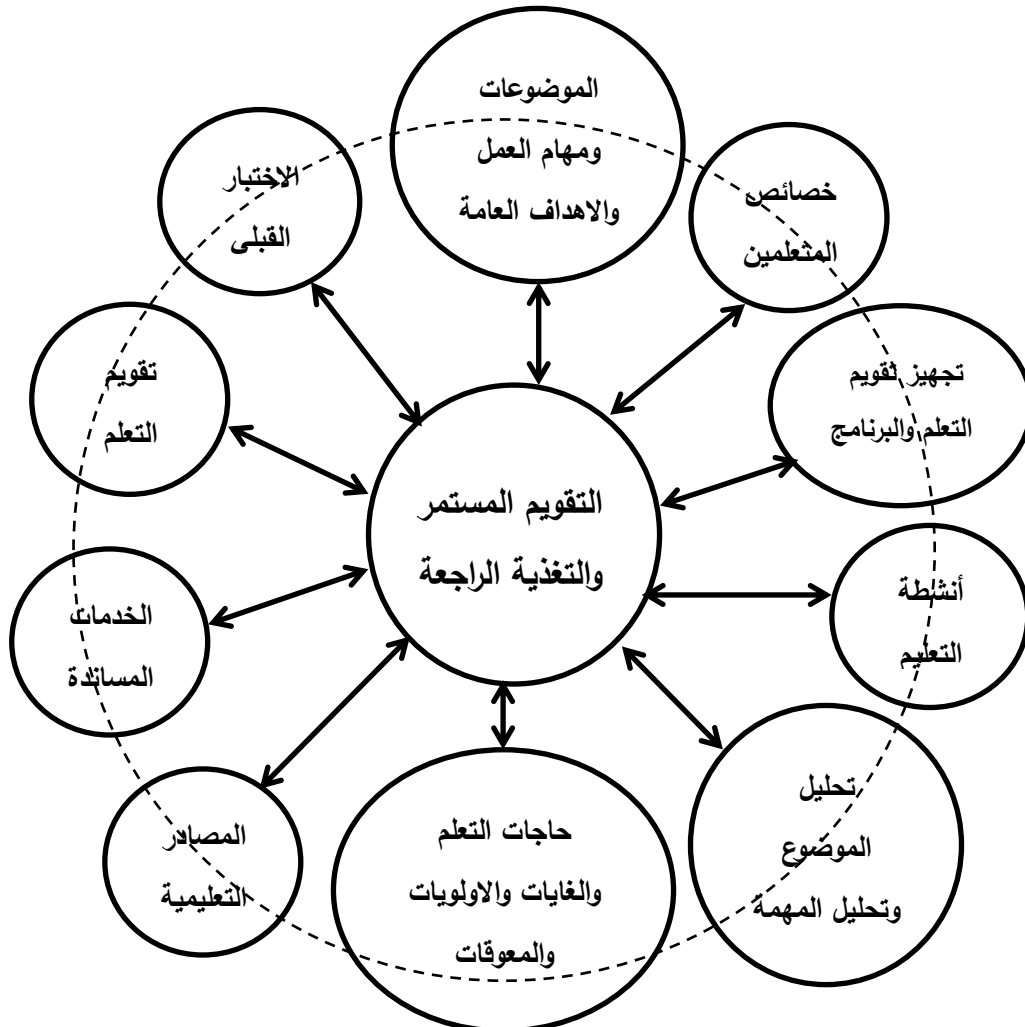 الموضوعات
ومهام العمل
والاهداف العامة
خصائص
المتعلمين
تجهيز تقويم
التعلم والبرنامج
أنشطة
التعليم
تحليل
الموضوع
وتحليل المهمة
حاجات التعلم
والغايات والاولويات
والمعوقات
المصادر
التعليمية
الخدمات
المساندة
تقويم
التعلم
الاختبار
القبلى
التقويم المستمر
والتغذية الراجعة